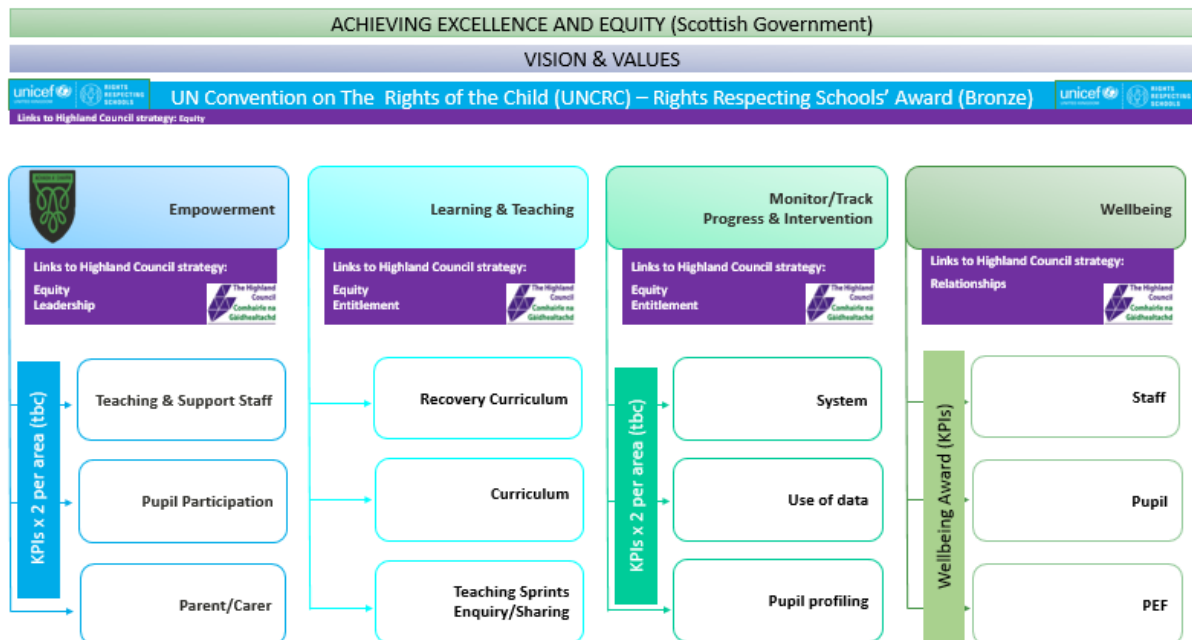 ACHIEVING EXCELLENCE AND EQUITY (Scottish Government)
VISION & VALUES
unicef
UNITED KINGDOM
RIGHTS
RESPECTING
SCHOOLS
UN Convention on The Rights of the Child (UNCRC) – Rights Respecting Schools' Award (Bronze)
unicef
UNITED KINGDOM
RIGHTS
RESPECTING
SCHOOLS
Links to Highland Council strategy: Equity
Empowerment
Links to Highland Council strategy:
Equity
Leadership
The Highland
Council
Comhairle na
Gàidhealtachd
KPIs x 2 per area (tbc)
Teaching & Support Staff
Pupil Participation
Parent/Carer
Learning & Teaching
Links to Highland Council strategy:
Equity
Entitlement
The Highland
Council
Comhairle na
Gàidhealtachd
Recovery Curriculum
Curriculum
Teaching Sprints
Enquiry/Sharing
Monitor/Track
Progress & Intervention
Links to Highland Council strategy:
Equity
Entitlement
The Highland
Council
Comhairle na
Gàidhealtachd
KPIs x 2 per area (tbc)
System
Use of data
Pupil profiling
Wellbeing
Links to Highland Council strategy:
Relationships
The Highland
Council
Comhairle na
Gàidhealtachd
Wellbeing Award (KPIs)
Staff
Pupil
PEF